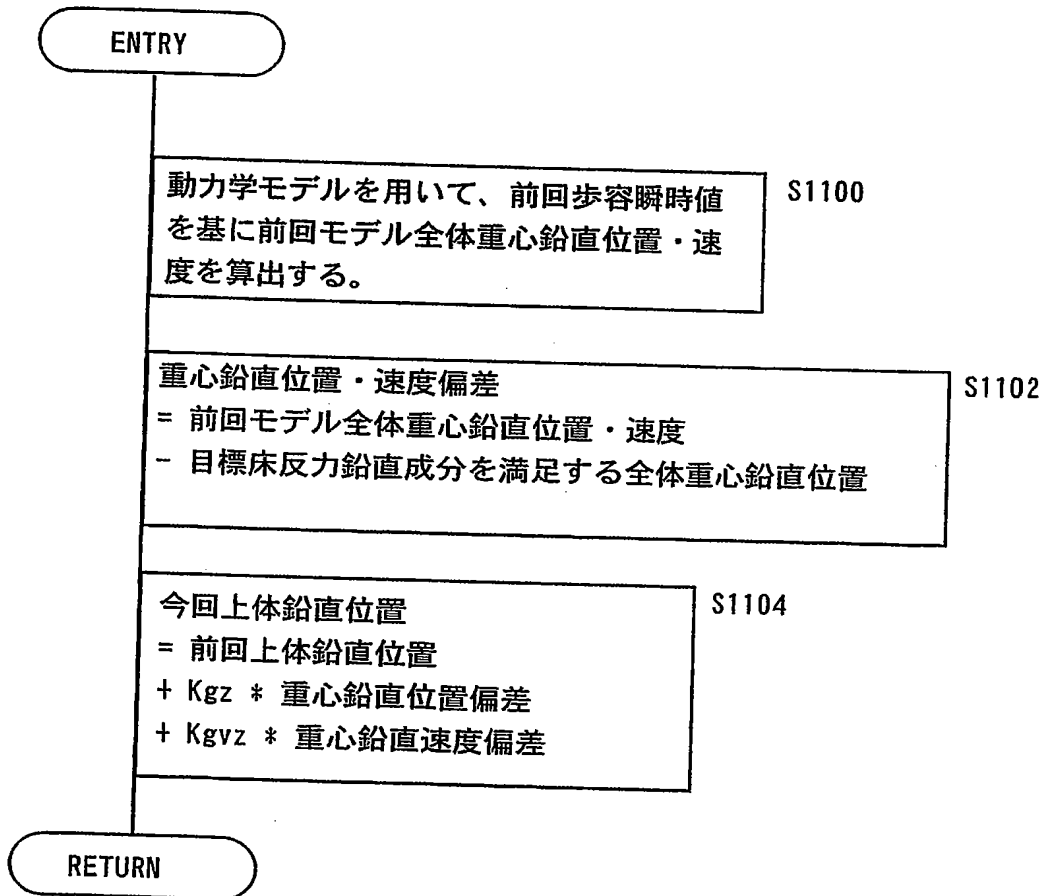 ENTRY
動力学モデルを用いて、前回歩容瞬時値
を基に前回モデル全体重心鉛直位置・速
度を算出する。
S1100
重心鉛直位置・速度偏差
= 前回モデル全体重心鉛直位置・速度
- 目標床反力鉛直成分を満足する全体重心鉛直位置
S1102
今回上体鉛直位置
= 前回上体鉛直位置
+ Kgz * 重心鉛直位置偏差
+ Kgvz * 重心鉛直速度偏差
S1104
RETURN